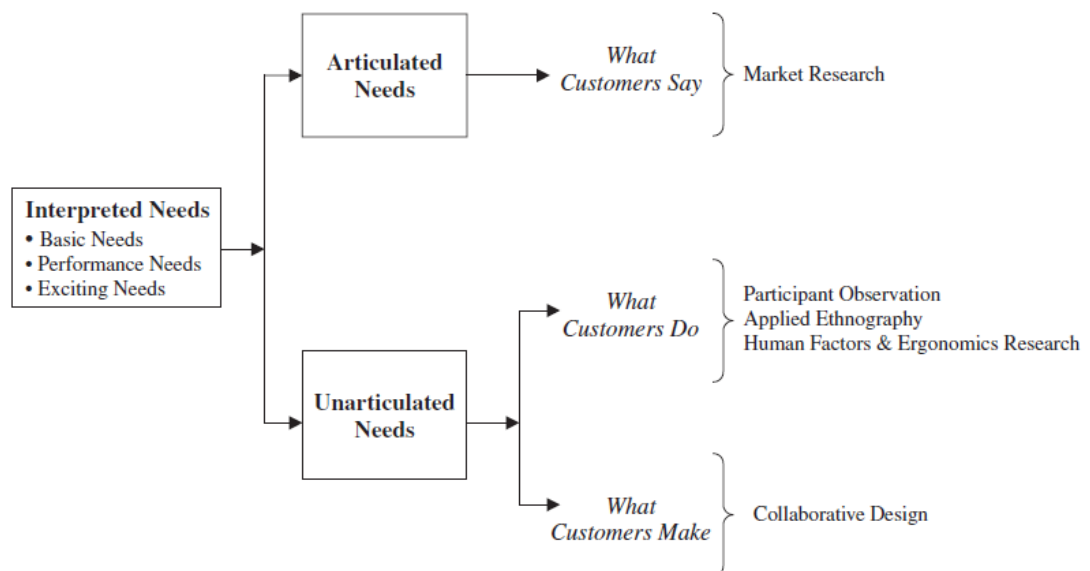 Articulated
Needs
What
Customers Say
Market Research
Interpreted Needs
• Basic Needs
• Performance Needs
• Exciting Needs
What
Customers Do
Participant Observation
Applied Ethnography
Human Factors & Ergonomics Research
Unarticulated
Needs
What
Customers Make
Collaborative Design